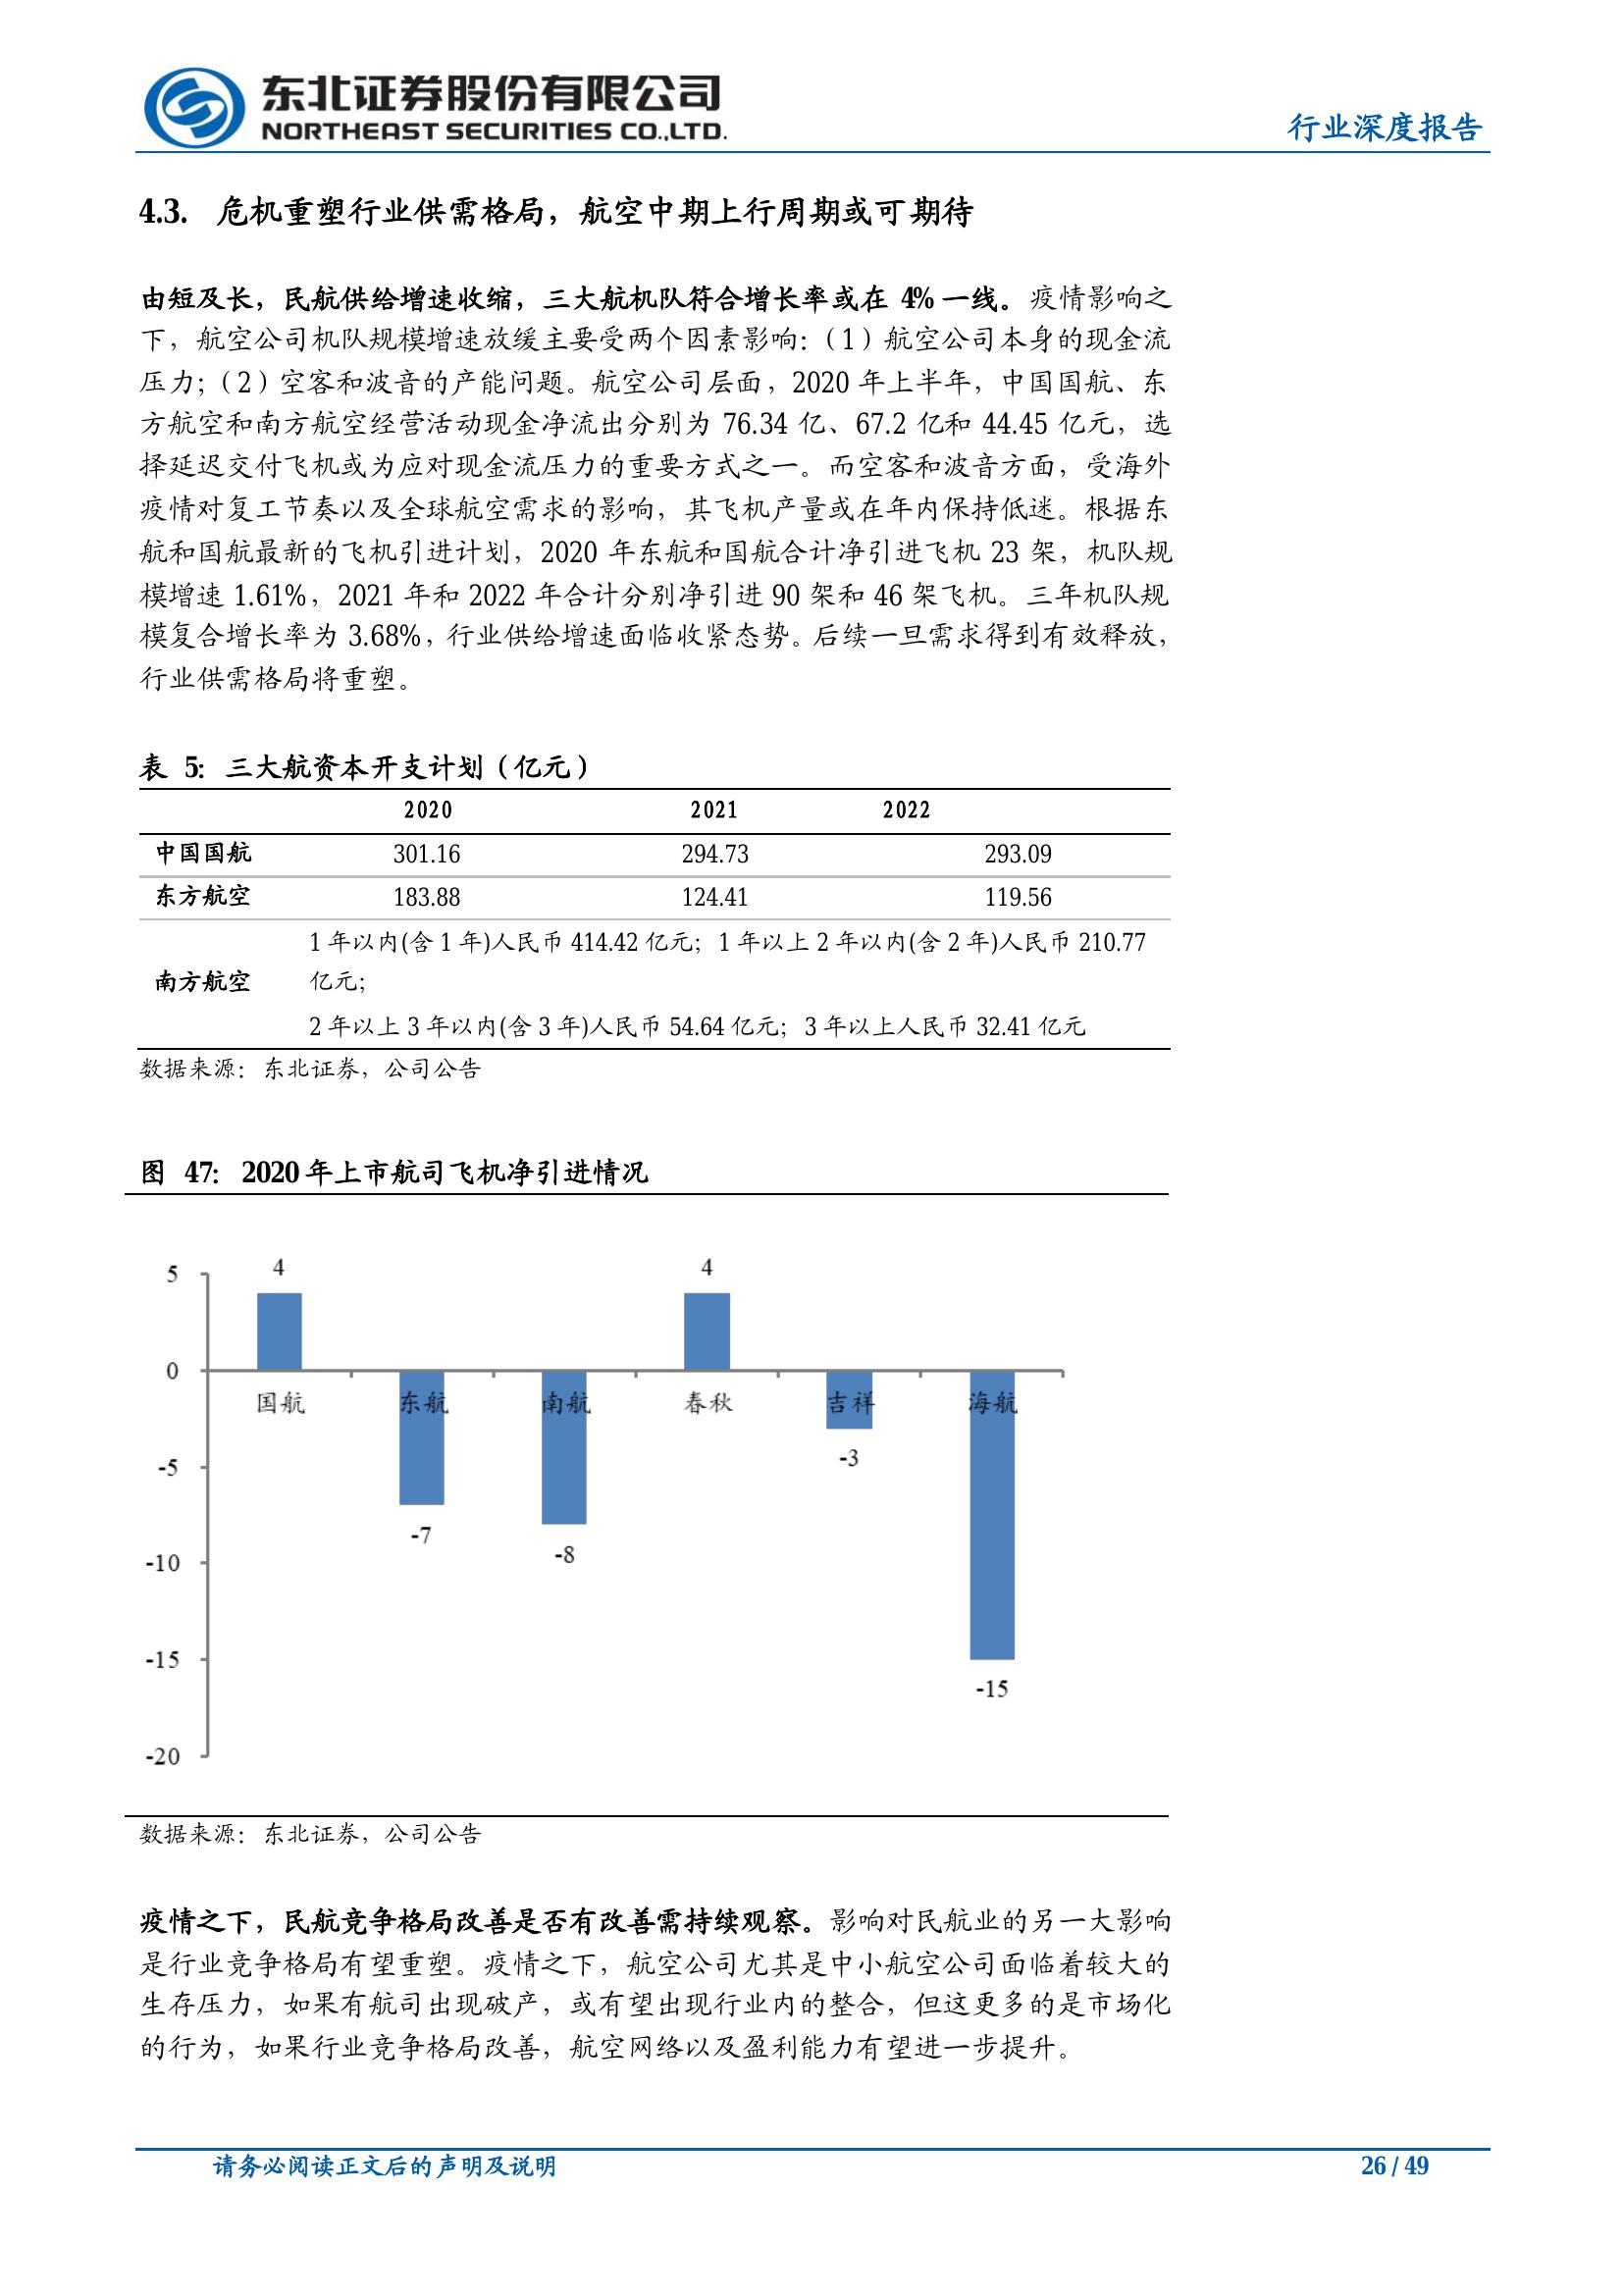 东北证券股份有限公司
NORTHEAST SECURITIES CO.,LTD.
行业深度报告
4.3. 危机重塑行业供需格局，航空中期上行周期或可期待
由短及长，民航供给增速收缩，三大航机队符合增长率或在 4%一线。疫情影响之
下，航空公司机队规模增速放缓主要受两个因素影响：（1）航空公司本身的现金流
压力；（2）空客和波音的产能问题。航空公司层面，2020 年上半年，中国国航、东
方航空和南方航空经营活动现金净流出分别为 76.34 亿、67.2 亿和 44.45 亿元，选
择延迟交付飞机或为应对现金流压力的重要方式之一。而空客和波音方面，受海外
疫情对复工节奏以及全球航空需求的影响，其飞机产量或在年内保持低迷。根据东
航和国航最新的飞机引进计划，2020 年东航和国航合计净引进飞机 23 架，机队规
模增速 1.61%，2021 年和 2022 年合计分别净引进 90 架和 46 架飞机。三年机队规
模复合增长率为 3.68%，行业供给增速面临收紧态势。后续一旦需求得到有效释放，
行业供需格局将重塑。
表 5：三大航资本开支计划（亿元）
2020 2021 2022
中国国航 301.16 294.73 293.09
东方航空 183.88 124.41 119.56
1 年以内(含 1 年)人民币 414.42 亿元；1 年以上 2 年以内(含 2 年)人民币 210.77
南方航空 亿元；
2 年以上 3 年以内(含 3 年)人民币 54.64 亿元；3 年以上人民币 32.41 亿元
数据来源：东北证券，公司公告
图 47：2020 年上市航司飞机净引进情况
4 4
5
0
国航 东航 南航 春秋 吉祥 海航
-3
-5
-7
-8
-10
-15
-15
-20
数据来源：东北证券，公司公告
疫情之下，民航竞争格局改善是否有改善需持续观察。影响对民航业的另一大影响
是行业竞争格局有望重塑。疫情之下，航空公司尤其是中小航空公司面临着较大的
生存压力，如果有航司出现破产，或有望出现行业内的整合，但这更多的是市场化
的行为，如果行业竞争格局改善，航空网络以及盈利能力有望进一步提升。
请务必阅读正文后的声明及说明
26 / 49